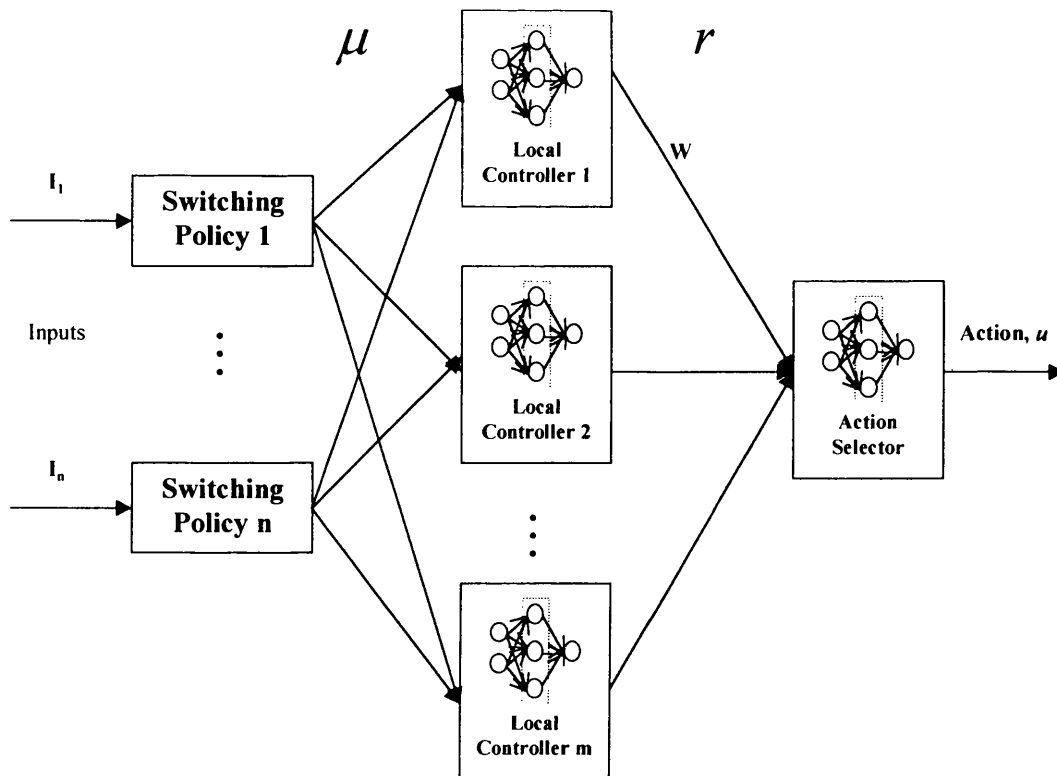 μ
r
Local
Controller 1
W
I₁
Switching
Policy 1
Inputs
Local
Controller 2
Action, u
Action
Selector
Iₙ
Switching
Policy n
Local
Controller m